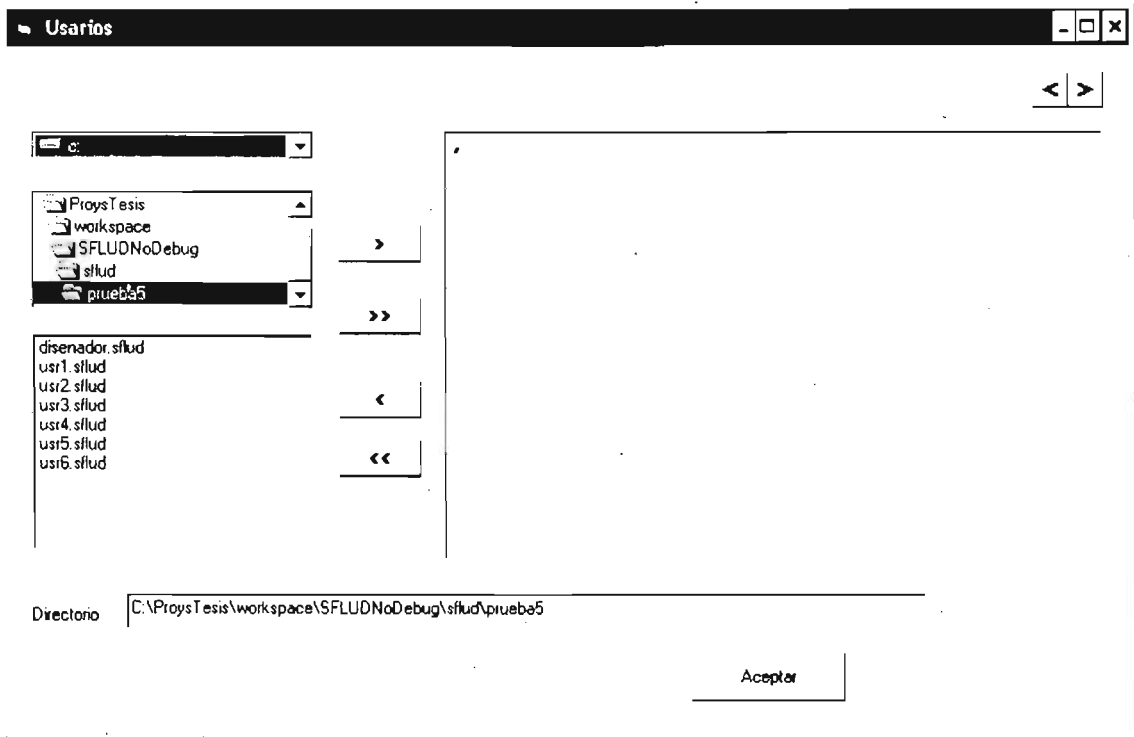 Usarios
< >
c:
ProysTesis
workspace
SFLUDNoDebug
sflud
prueba5
>
>>
<
<<
disenador.sflud
usr1.sflud
usr2.sflud
usr3.sflud
usr4.sflud
usr5.sflud
usr6.sflud
Directorio
C:\ProysTesis\workspace\SFLUDNoDebug\sflud\prueba5
Aceptar